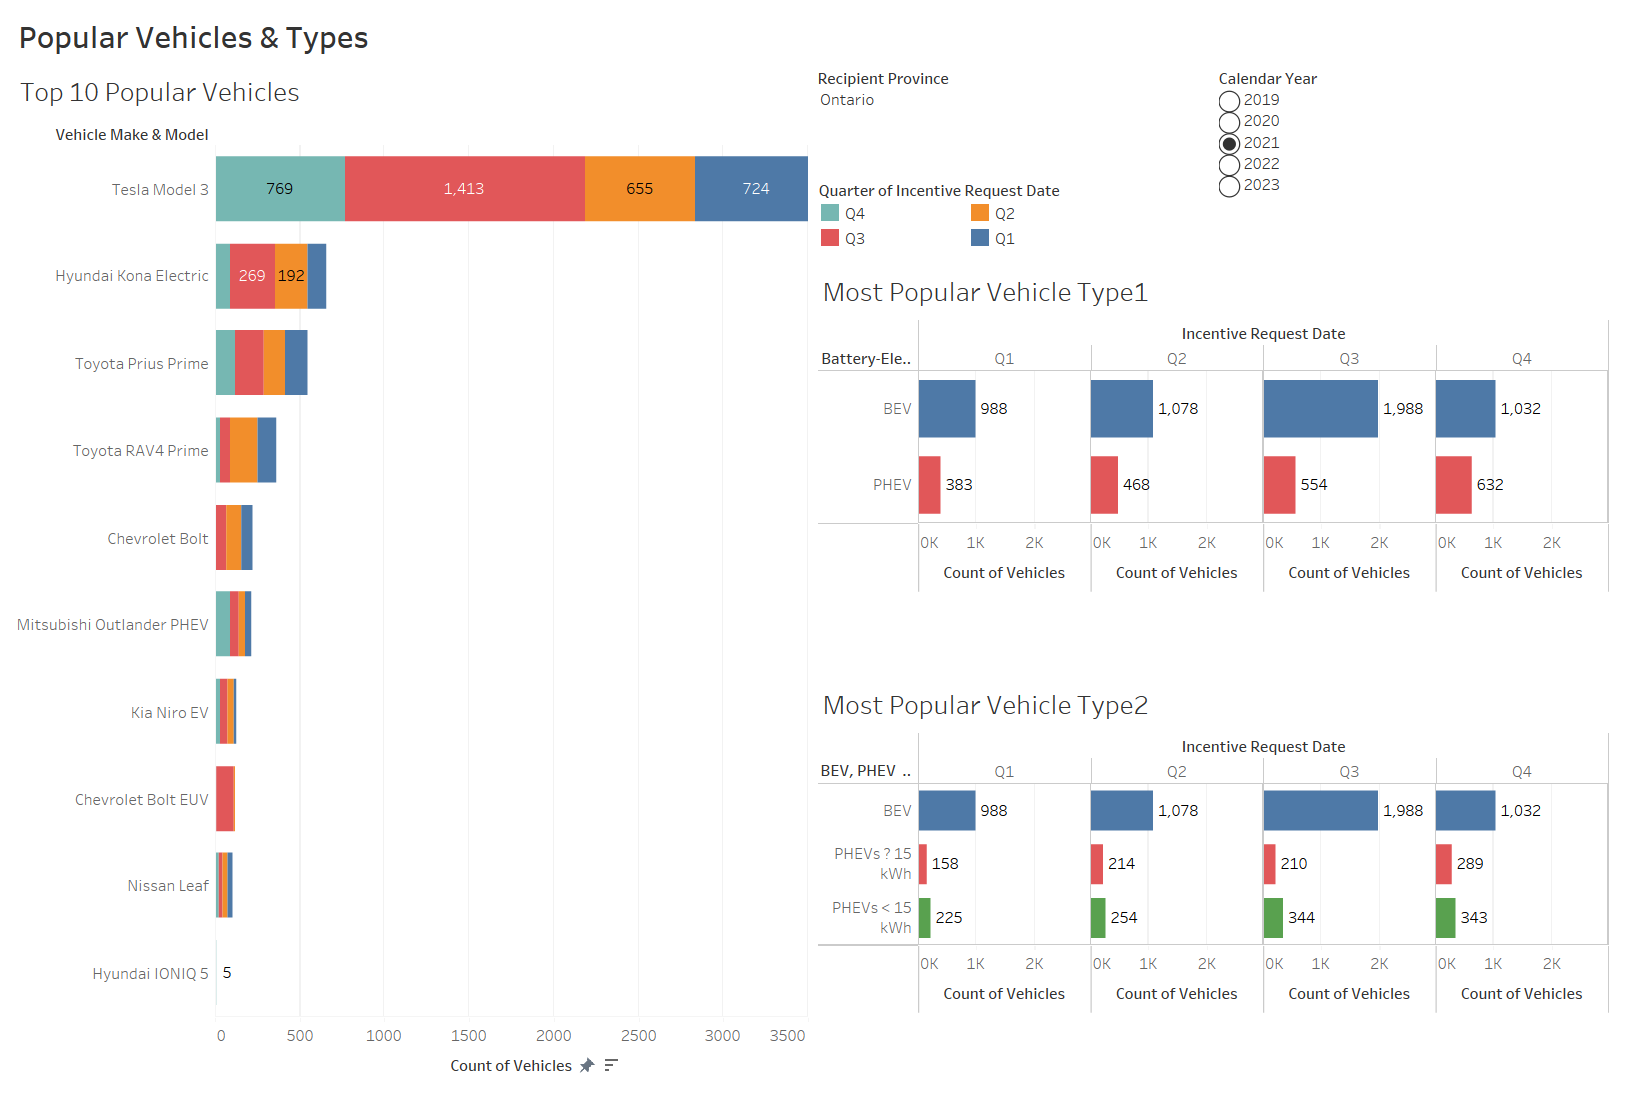 Popular Vehicles & Types
Top 10 Popular Vehicles
Vehicle Make & Model
Tesla Model 3
769
1,413
655
724
Hyundai Kona Electric
269
192
Toyota Prius Prime
Toyota RAV4 Prime
Chevrolet Bolt
Mitsubishi Outlander PHEV
Kia Niro EV
Chevrolet Bolt EUV
Nissan Leaf
Hyundai IONIQ 5
5
0
500
1000
1500
2000
2500
3000
3500
Count of Vehicles
Recipient Province
Ontario
Calendar Year
2019
2020
2021
2022
2023
Quarter of Incentive Request Date
Q4
Q2
Q3
Q1
Most Popular Vehicle Type1
Incentive Request Date
Battery-Ele..
Q1
Q2
Q3
Q4
BEV
988
1,078
1,988
1,032
PHEV
383
468
554
632
0K
1K
2K
0K
1K
2K
0K
1K
2K
0K
1K
2K
Count of Vehicles
Count of Vehicles
Count of Vehicles
Count of Vehicles
Most Popular Vehicle Type2
Incentive Request Date
BEV, PHEV ..
Q1
Q2
Q3
Q4
BEV
988
1,078
1,988
1,032
PHEVs ? 15
kWh
158
214
210
289
PHEVs < 15
kWh
225
254
344
343
0K
1K
2K
0K
1K
2K
0K
1K
2K
0K
1K
2K
Count of Vehicles
Count of Vehicles
Count of Vehicles
Count of Vehicles